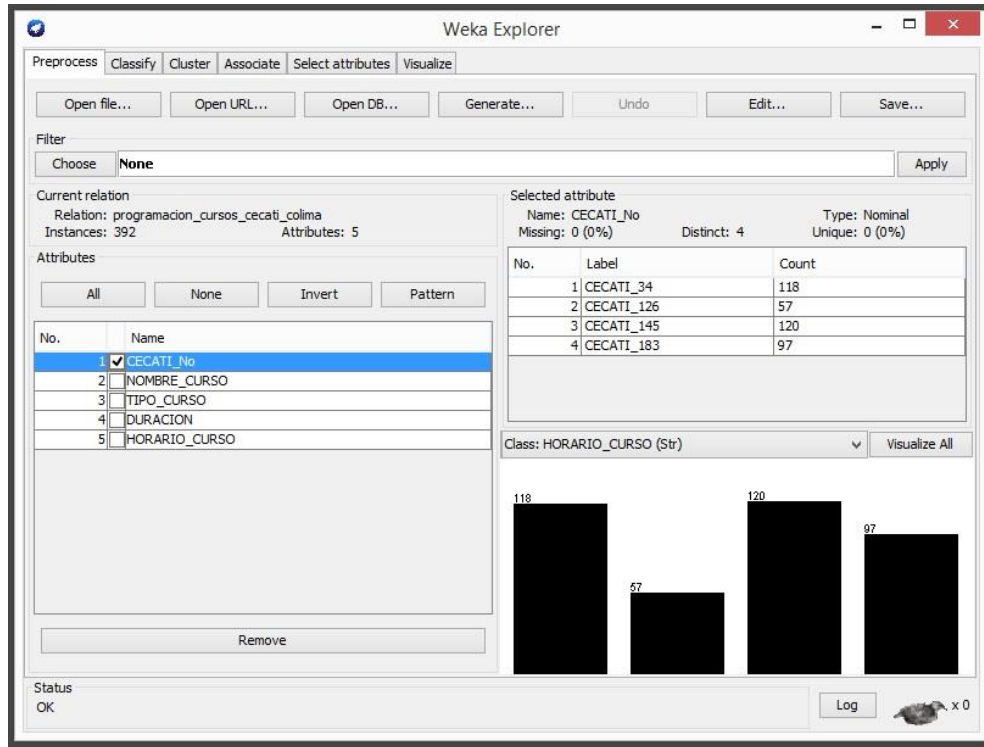 Weka Explorer
Preprocess Classify Cluster Associate Select attributes Visualize
Open file... Open URL... Open DB... Generate... Undo Edit... Save...
Filter
Choose None Apply
Current relation
Relation: programacion_cursos_cecati_colima
Instances: 392 Attributes: 5
Attributes
All None Invert Pattern
No. Name
1 CECATI_No
2 NOMBRE_CURSO
3 TIPO_CURSO
4 DURACION
5 HORARIO_CURSO
Remove
Selected attribute
Name: CECATI_No Type: Nominal
Missing: 0 (0%) Distinct: 4 Unique: 0 (0%)
No. Label Count
1 CECATI_34 118
2 CECATI_126 57
3 CECATI_145 120
4 CECATI_183 97
Class: HORARIO_CURSO (Str) Visualize All
118 57 120 97
Status
OK
Log x 0